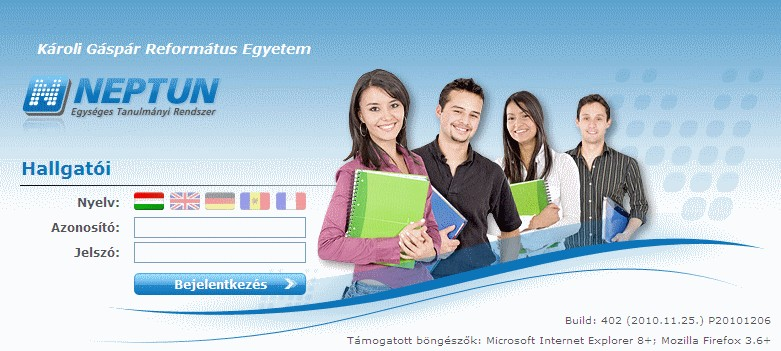 Károli Gáspár Református Egyetem
NEPTUN
Egységes Tanulmányi Rendszer
Hallgatói
Nyelv:
Azonosító:
Jelszó:
Bejelentkezés
Build: 402 (2010.11.25.) P20101206
Támogatott böngészők: Microsoft Internet Explorer 8+; Mozilla Firefox 3.6+